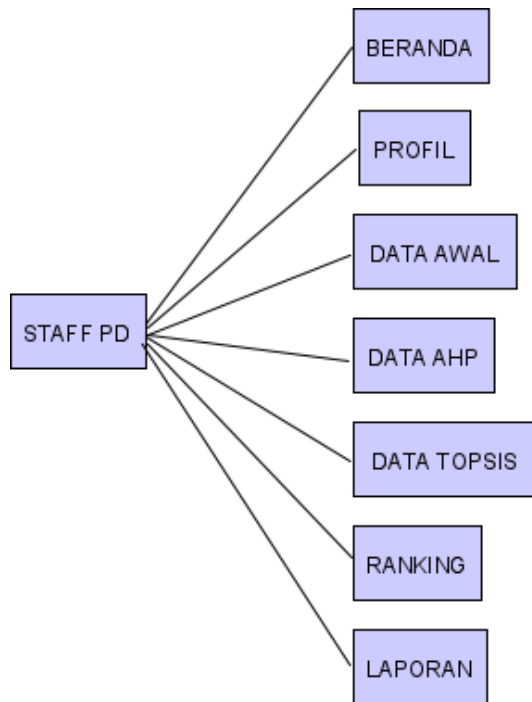 BERANDA
PROFIL
DATA AWAL
STAFF PD
DATA AHP
DATA TOPSIS
RANKING
LAPORAN